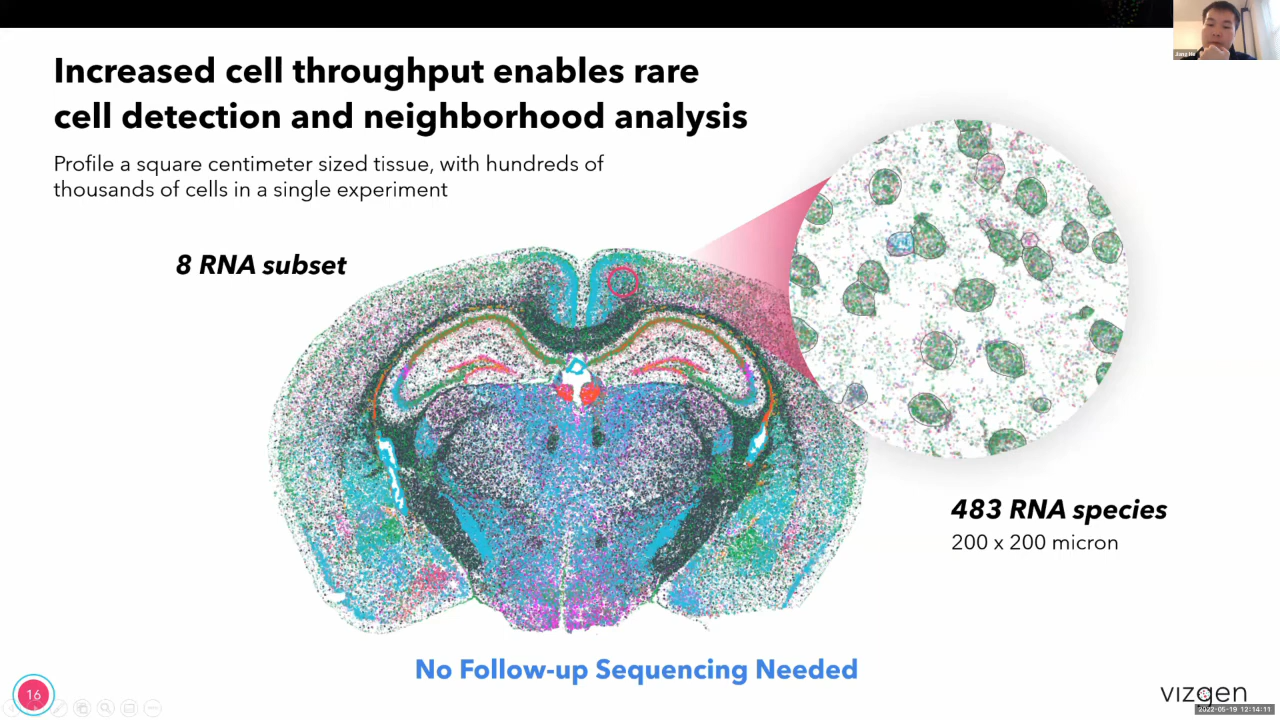 Increased cell throughput enables rare
cell detection and neighborhood analysis
Profile a square centimeter sized tissue, with hundreds of
thousands of cells in a single experiment
8 RNA subset
483 RNA species
200 x 200 micron
No Follow-up Sequencing Needed
16
vizgen
2022-05-19 12:14:11